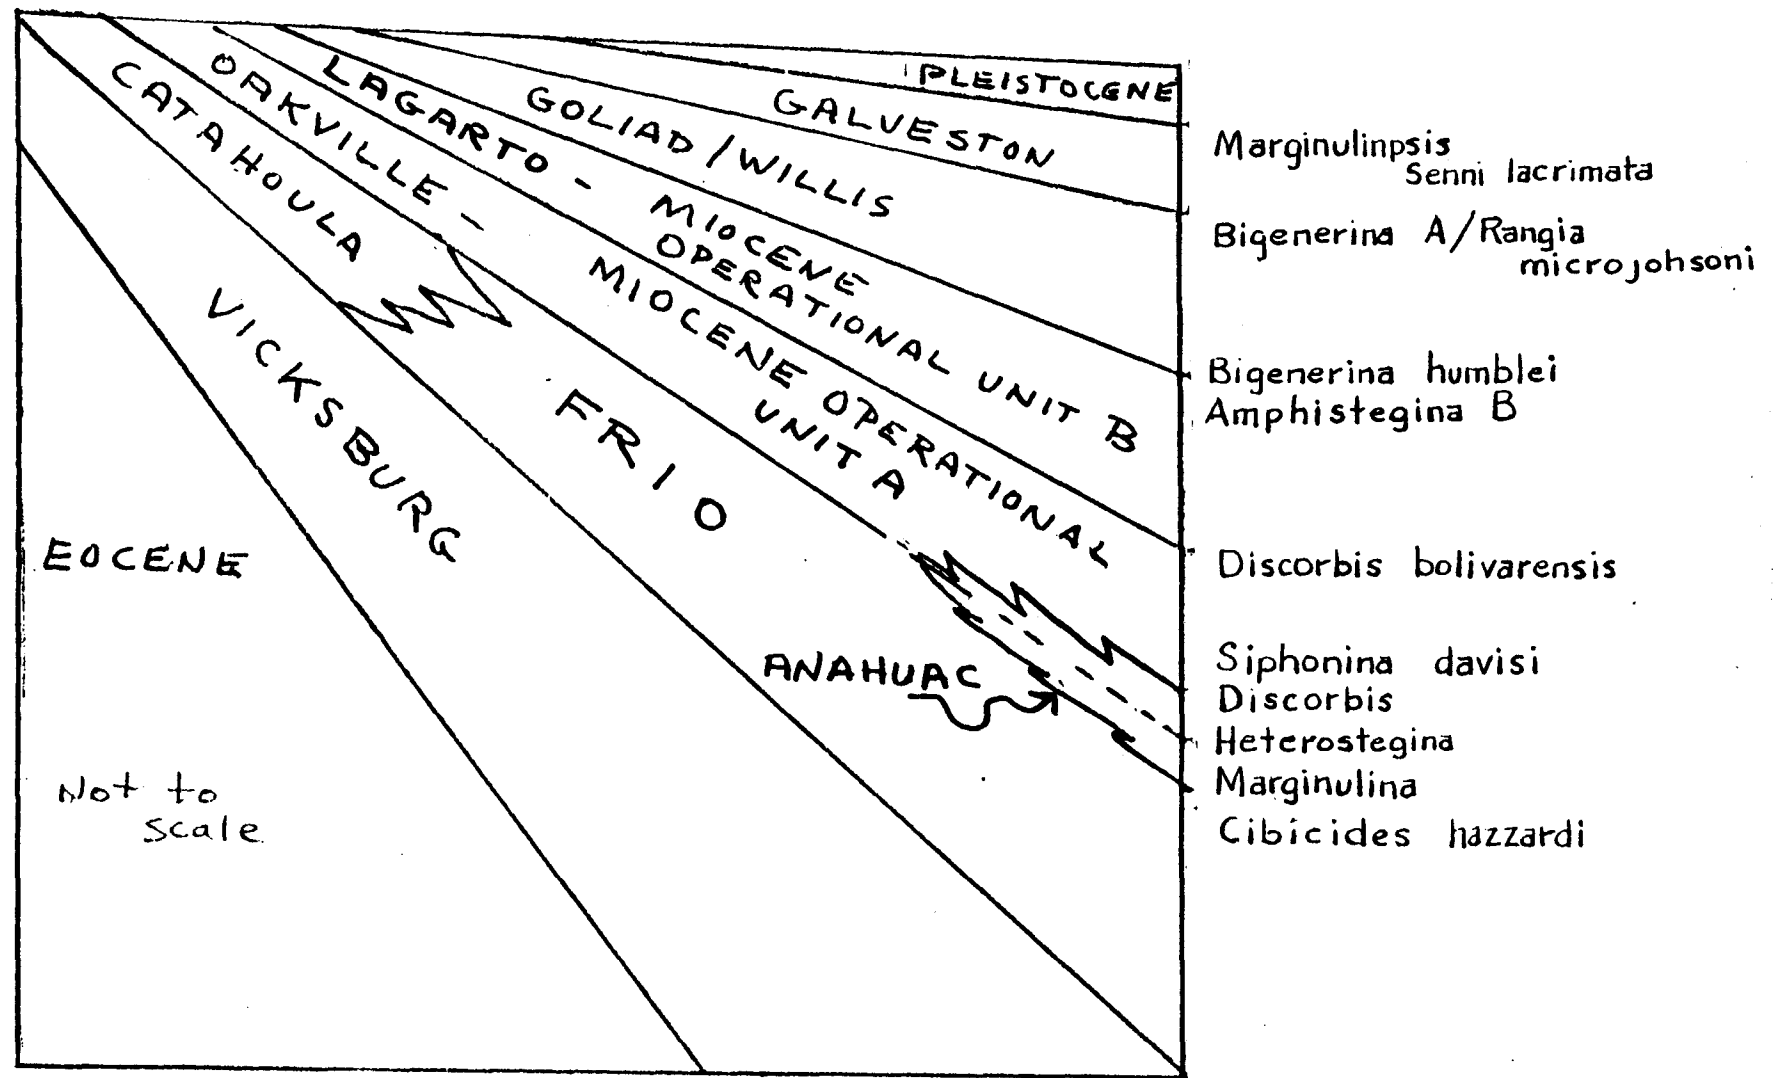 PLEISTOCENE
GALVESTON
GOLIAD / WILLIS
LAGARTO - MIOCENE
OPERATIONAL UNIT B
OAKVILLE - MIOCENE OPERATIONAL
UNIT A
CATAHOULA
FRIO
VICKSBURG
ANAHUAC
EOCENE
Not to
scale
Marginulinpsis
Senni lacrimata
Bigenerina A/Rangia
microjohsoni
Bigenerina humblei
Amphistegina B
Discorbis bolivarensis
Siphonina davisi
Discorbis
Heterostegina
Marginulina
Cibicides hazzardi